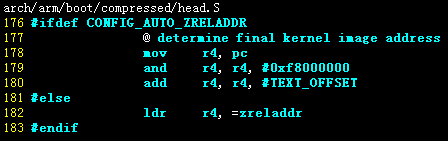 arch/arm/boot/compressed/head.S
176 #ifdef CONFIG_AUTO_ZRELADDR
177 @ determine final kernel image address
178 mov r4, pc
179 and r4, r4, #0xf8000000
180 add r4, r4, #TEXT_OFFSET
181 #else
182 ldr r4, =zreladdr
183 #endif